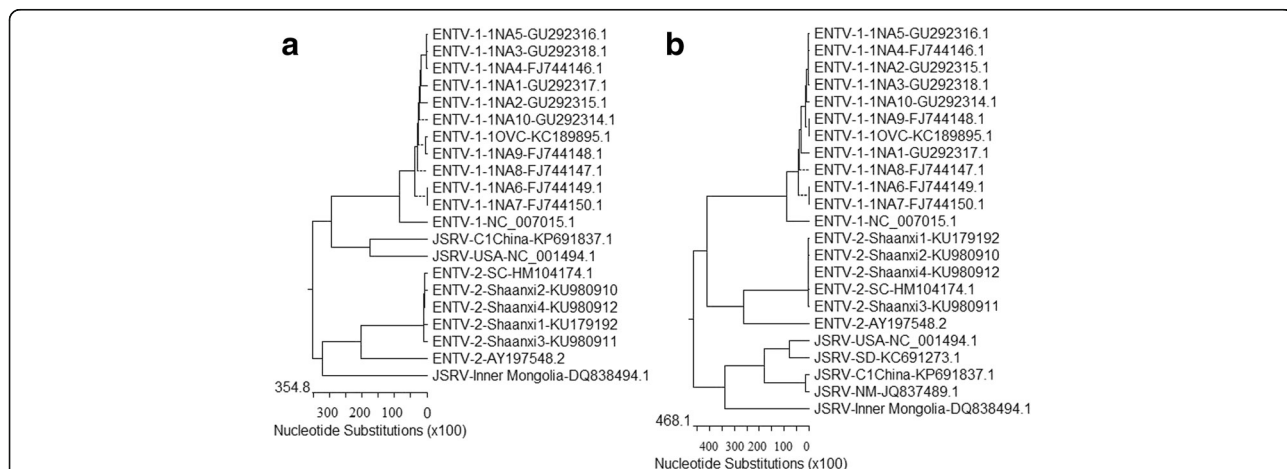 a
ENTV-1-1NA5-GU292316.1
ENTV-1-1NA3-GU292318.1
ENTV-1-1NA4-FJ744146.1
ENTV-1-1NA1-GU292317.1
ENTV-1-1NA2-GU292315.1
ENTV-1-1NA10-GU292314.1
ENTV-1-1OVC-KC189895.1
ENTV-1-1NA9-FJ744148.1
ENTV-1-1NA8-FJ744147.1
ENTV-1-1NA6-FJ744149.1
ENTV-1-1NA7-FJ744150.1
ENTV-1-NC_007015.1
JSRV-C1China-KP691837.1
JSRV-USA-NC_001494.1
ENTV-2-SC-HM104174.1
ENTV-2-Shaanxi2-KU980910
ENTV-2-Shaanxi4-KU980912
ENTV-2-Shaanxi1-KU179192
ENTV-2-Shaanxi3-KU980911
ENTV-2-AY197548.2
JSRV-Inner Mongolia-DQ838494.1
354.8
300 200 100 0
Nucleotide Substitutions (x100)
b
ENTV-1-1NA5-GU292316.1
ENTV-1-1NA4-FJ744146.1
ENTV-1-1NA2-GU292315.1
ENTV-1-1NA3-GU292318.1
ENTV-1-1NA10-GU292314.1
ENTV-1-1NA9-FJ744148.1
ENTV-1-1OVC-KC189895.1
ENTV-1-1NA1-GU292317.1
ENTV-1-1NA8-FJ744147.1
ENTV-1-1NA6-FJ744149.1
ENTV-1-1NA7-FJ744150.1
ENTV-1-NC_007015.1
ENTV-2-Shaanxi1-KU179192
ENTV-2-Shaanxi2-KU980910
ENTV-2-Shaanxi4-KU980912
ENTV-2-SC-HM104174.1
ENTV-2-Shaanxi3-KU980911
ENTV-2-AY197548.2
JSRV-USA-NC_001494.1
JSRV-SD-KC691273.1
JSRV-C1China-KP691837.1
JSRV-NM-JQ837489.1
JSRV-Inner Mongolia-DQ838494.1
468.1
400 300 200 100 0
Nucleotide Substitutions (x100)